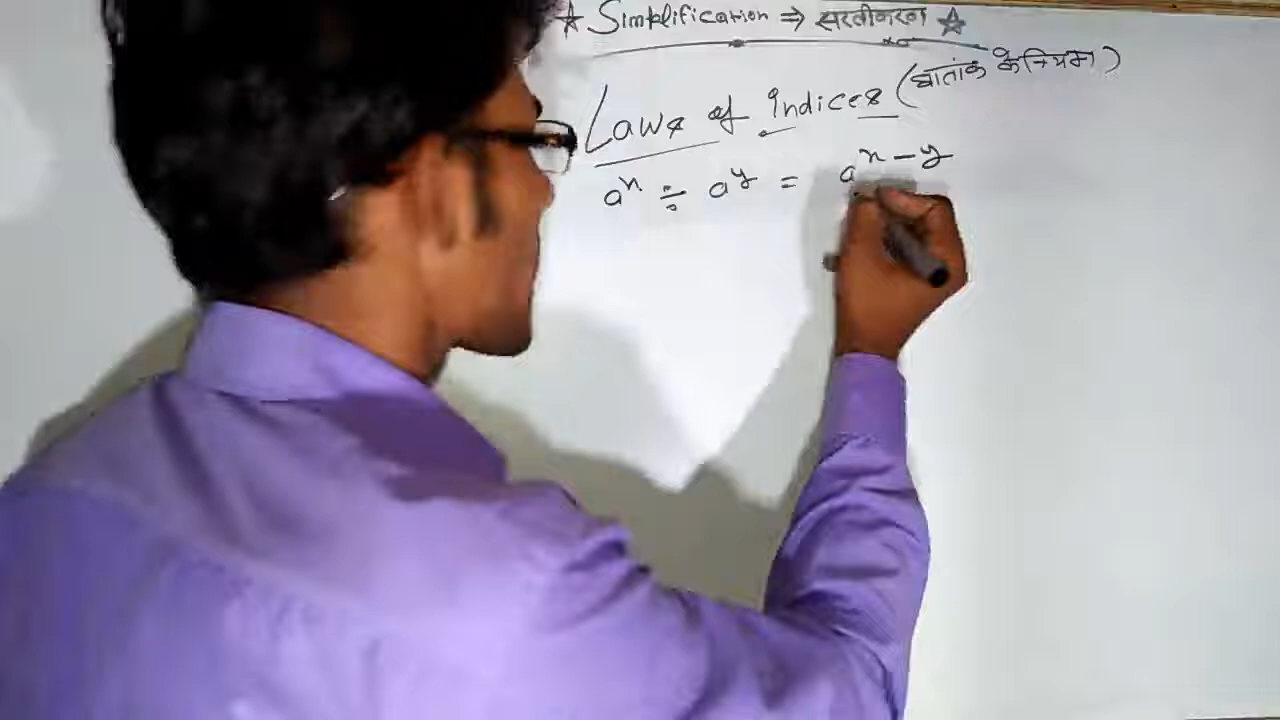 ☆ Simplification ⇒ सरलीकरण ☆
Laws of indices (घातांक के नियम)
aˣ ÷ aʸ = aˣ⁻ʸ